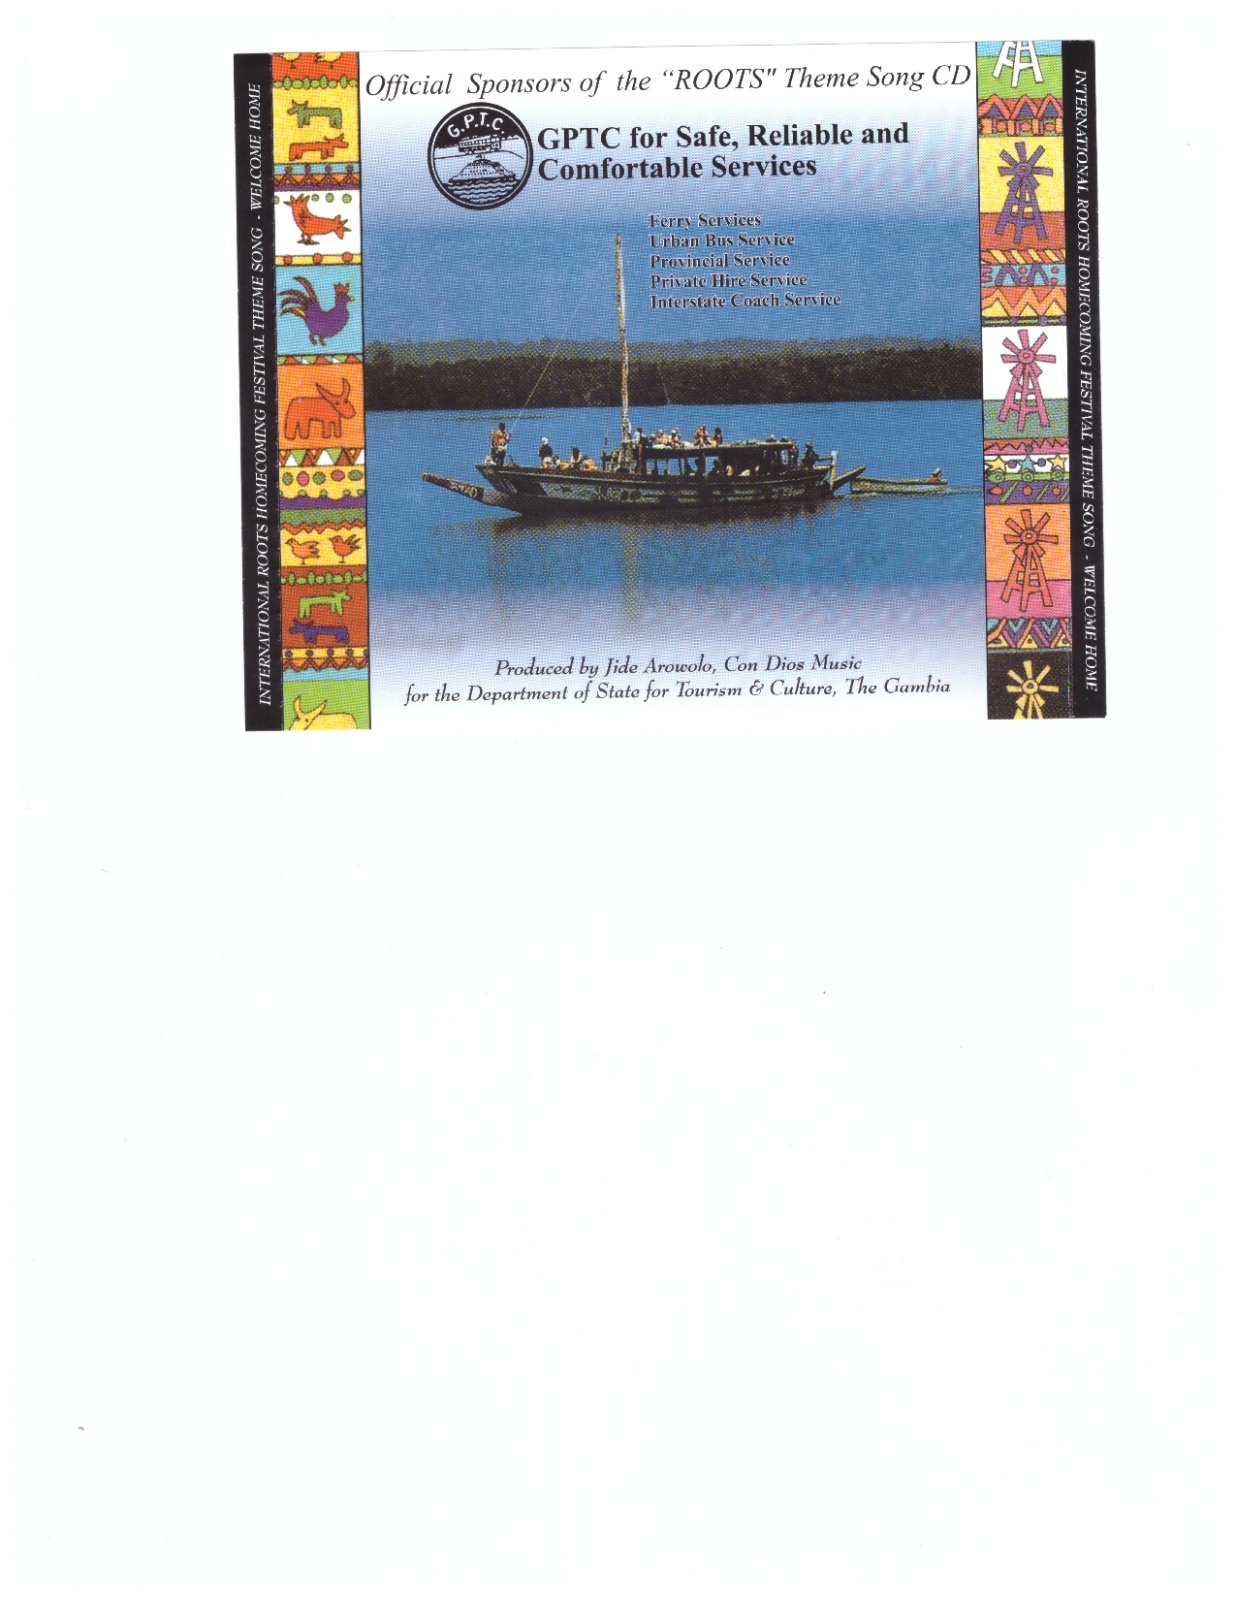 INTERNATIONAL ROOTS HOMECOMING FESTIVAL THEME SONG - WELCOME HOME
Official Sponsors of the “ROOTS" Theme Song CD
G.P.T.C.
GPTC for Safe, Reliable and
Comfortable Services
Ferry Services
Urban Bus Service
Provincial Service
Private Hire Service
Interstate Coach Service
Produced by Jide Arowolo, Con Dios Music
for the Department of State for Tourism & Culture, The Gambia
INTERNATIONAL ROOTS HOMECOMING FESTIVAL THEME SONG - WELCOME HOME